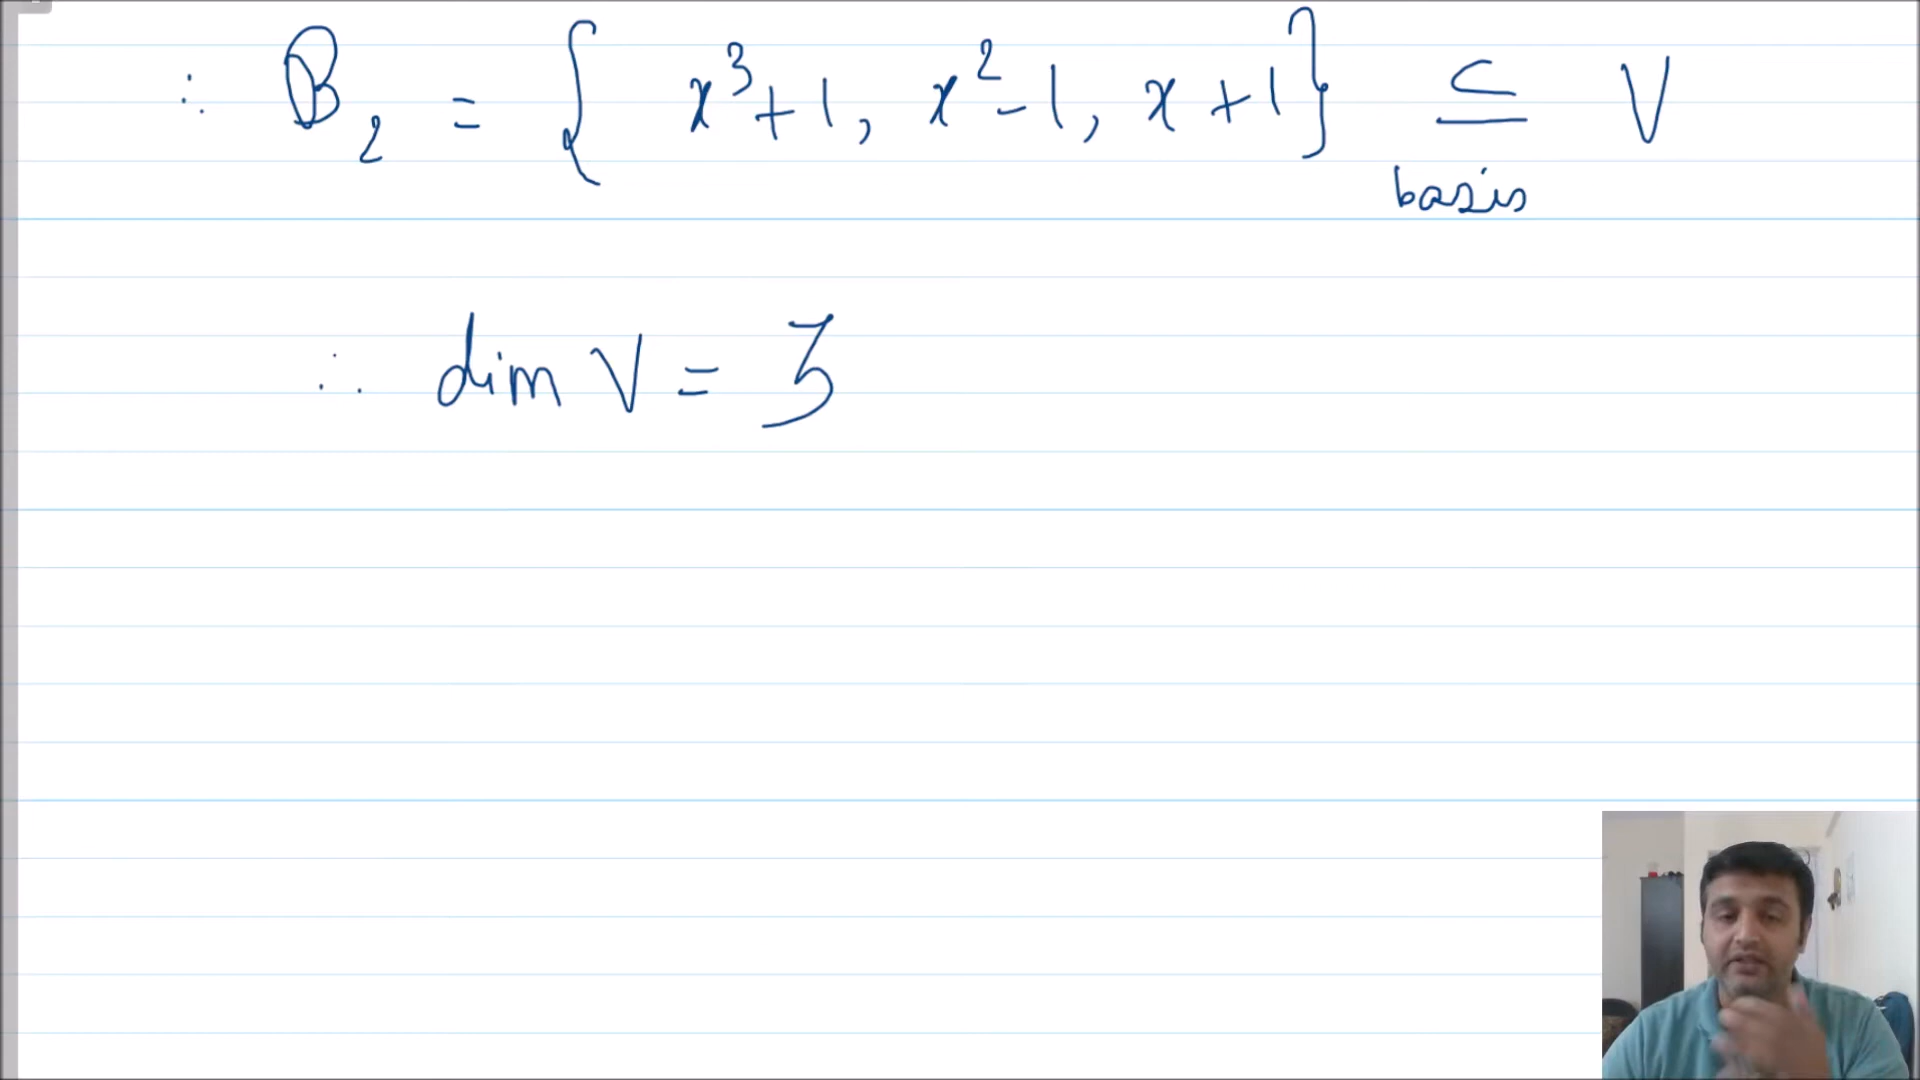 ∴ B₂ = { x³+1, x²-1, x+1} ⊆ V
basis
∴ dim V = 3